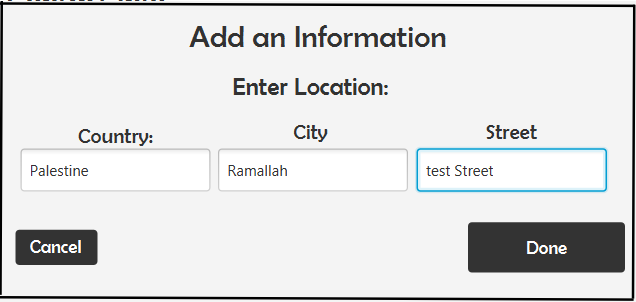 Add an Information
Enter Location:
Country: City Street
Palestine Ramallah test Street
Cancel Done